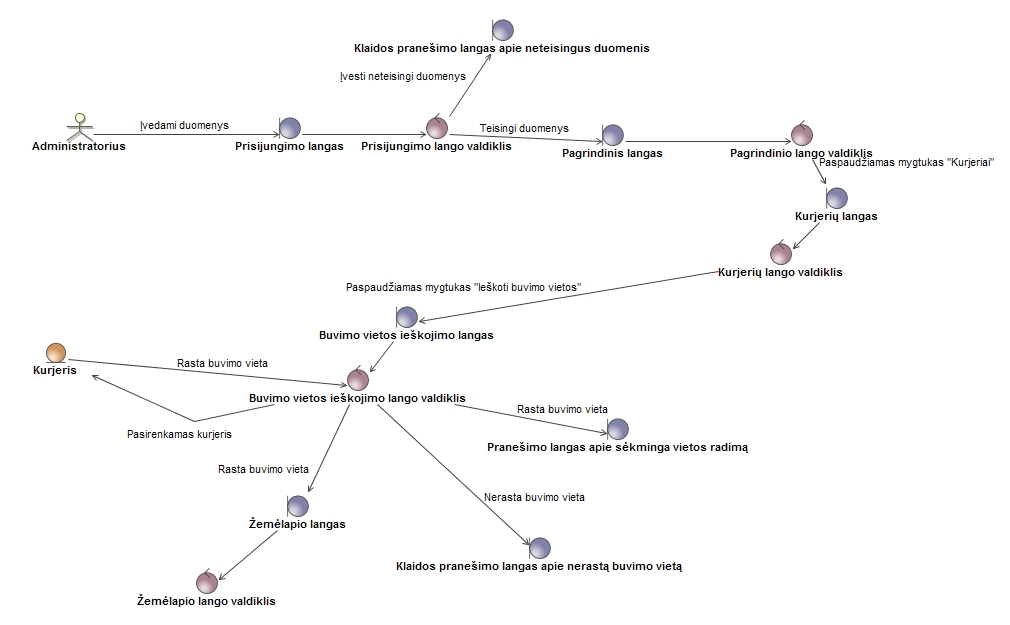 Klaidos pranešimo langas apie neteisingus duomenis
Įvesti neteisingi duomenys
Įvedami duomenys
Teisingi duomenys
Administratorius
Prisijungimo langas
Prisijungimo lango valdiklis
Pagrindinis langas
Pagrindinio lango valdiklis
Paspaudžiamas mygtukas "Kurjeriai"
Kurjerių langas
Kurjerių lango valdiklis
Paspaudžiamas mygtukas "Ieškoti buvimo vietos"
Buvimo vietos ieškojimo langas
Kurjeris
Rasta buvimo vieta
Buvimo vietos ieškojimo lango valdiklis
Rasta buvimo vieta
Pasirenkamas kurjeris
Pranešimo langas apie sėkminga vietos radimą
Rasta buvimo vieta
Nerasta buvimo vieta
Žemėlapio langas
Klaidos pranešimo langas apie nerastą buvimo vietą
Žemėlapio lango valdiklis